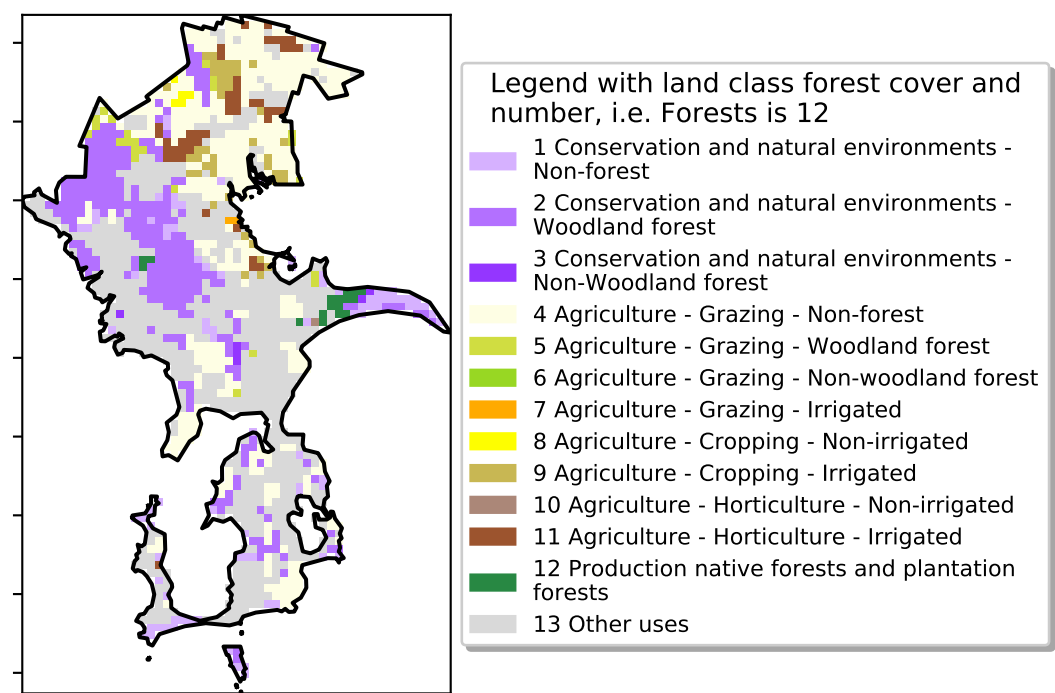 Legend with land class forest cover and
number, i.e. Forests is 12
1 Conservation and natural environments -
Non-forest
2 Conservation and natural environments -
Woodland forest
3 Conservation and natural environments -
Non-Woodland forest
4 Agriculture - Grazing - Non-forest
5 Agriculture - Grazing - Woodland forest
6 Agriculture - Grazing - Non-woodland forest
7 Agriculture - Grazing - Irrigated
8 Agriculture - Cropping - Non-irrigated
9 Agriculture - Cropping - Irrigated
10 Agriculture - Horticulture - Non-irrigated
11 Agriculture - Horticulture - Irrigated
12 Production native forests and plantation
forests
13 Other uses